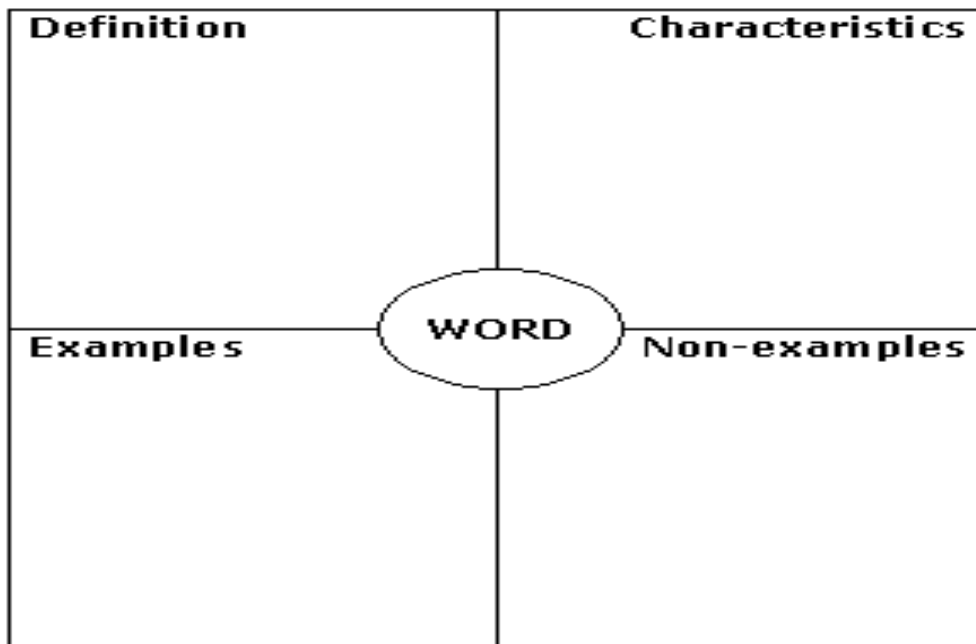 Definition
Characteristics
WORD
Examples
Non-examples